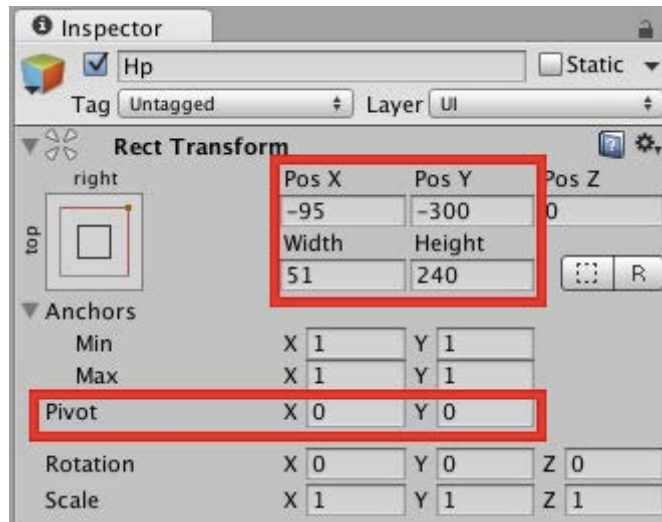 Inspector
Hp Static
Tag Untagged Layer UI
Rect Transform
right Pos X Pos Y Pos Z
top -95 -300 0
Width Height
51 240 R
Anchors
Min X 1 Y 1
Max X 1 Y 1
Pivot X 0 Y 0
Rotation X 0 Y 0 Z 0
Scale X 1 Y 1 Z 1